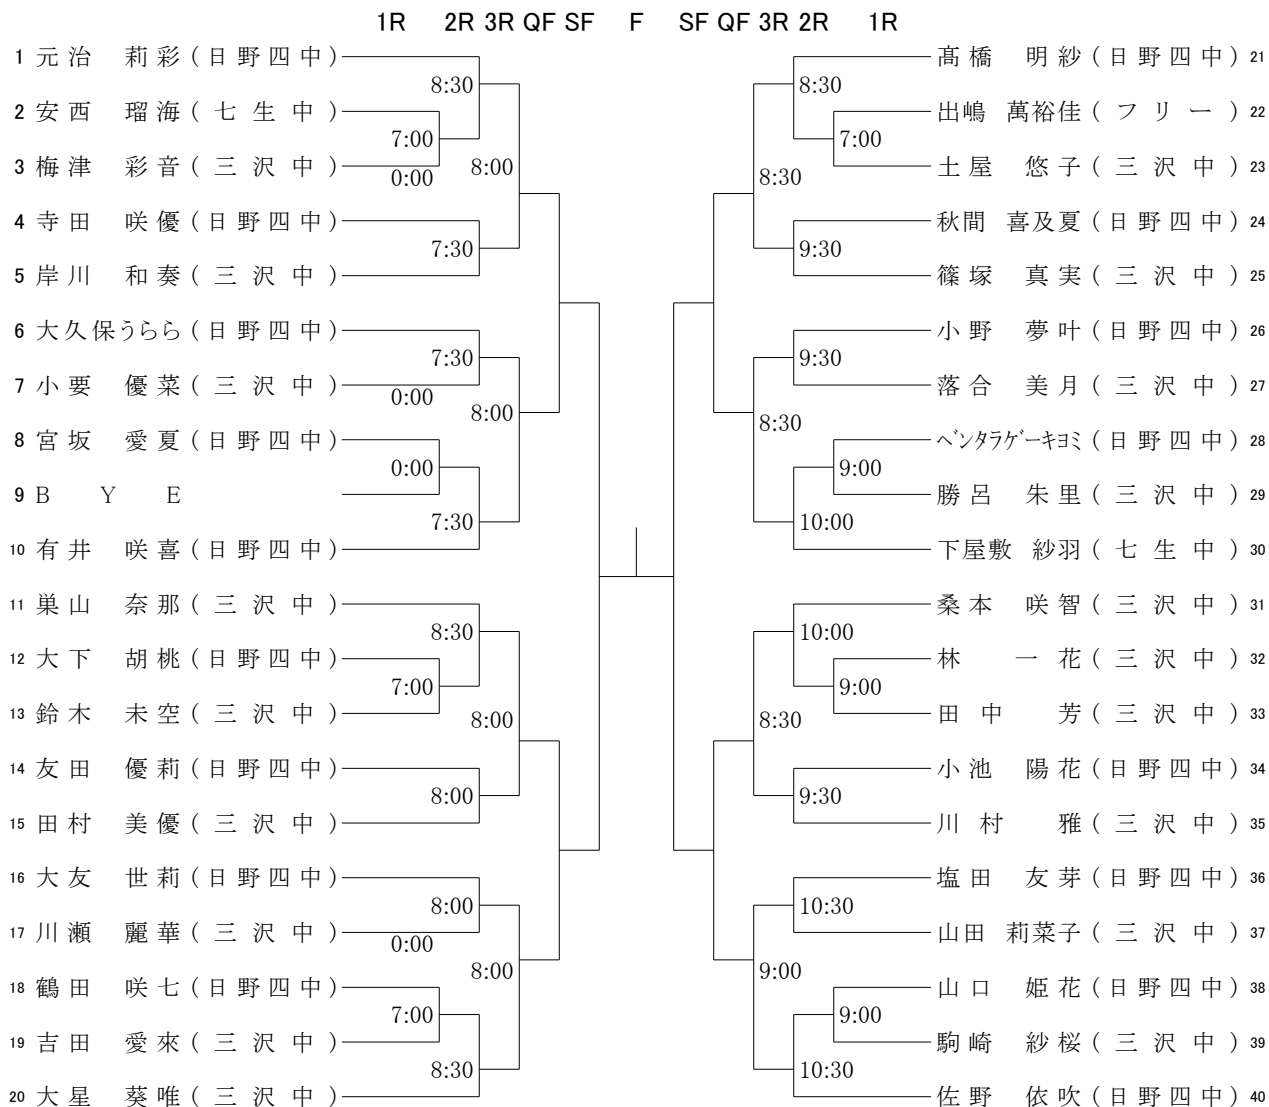 1R 2R 3R QF SF F SF QF 3R 2R 1R
1 元治 莉彩 (日野四中) 髙橋 明紗 (日野四中) 21
8:30 8:30
2 安西 瑠海 (七生中) 出嶋 萬裕佳 (フリー) 22
7:00 7:00
3 梅津 彩音 (三沢中) 8:00 土屋 悠子 (三沢中) 23
0:00 8:30
4 寺田 咲優 (日野四中) 秋間 喜及夏 (日野四中) 24
7:30 9:30
5 岸川 和奏 (三沢中) 篠塚 真実 (三沢中) 25
6 大久保うらら (日野四中) 小野 夢叶 (日野四中) 26
7:30 9:30
7 小要 優菜 (三沢中) 落合 美月 (三沢中) 27
0:00 8:00 8:30
8 宮坂 愛夏 (日野四中) ベンタラゲーキヨミ (日野四中) 28
0:00 9:00
9 B Y E 勝呂 朱里 (三沢中) 29
7:30 10:00
10 有井 咲喜 (日野四中) 下屋敷 紗羽 (七生中) 30
11 巣山 奈那 (三沢中) 桑本 咲智 (三沢中) 31
8:30 10:00
12 大下 胡桃 (日野四中) 林 一花 (三沢中) 32
7:00 9:00
13 鈴木 未空 (三沢中) 8:00 8:30 田中 芳 (三沢中) 33
14 友田 優莉 (日野四中) 小池 陽花 (日野四中) 34
8:00 9:30
15 田村 美優 (三沢中) 川村 雅 (三沢中) 35
16 大友 世莉 (日野四中) 塩田 友芽 (日野四中) 36
8:00 10:30
17 川瀬 麗華 (三沢中) 山田 莉菜子 (三沢中) 37
0:00
8:00 9:00
18 鶴田 咲七 (日野四中) 山口 姫花 (日野四中) 38
7:00 9:00
19 吉田 愛來 (三沢中) 駒崎 紗桜 (三沢中) 39
8:30 10:30
20 大星 葵唯 (三沢中) 佐野 依吹 (日野四中) 40